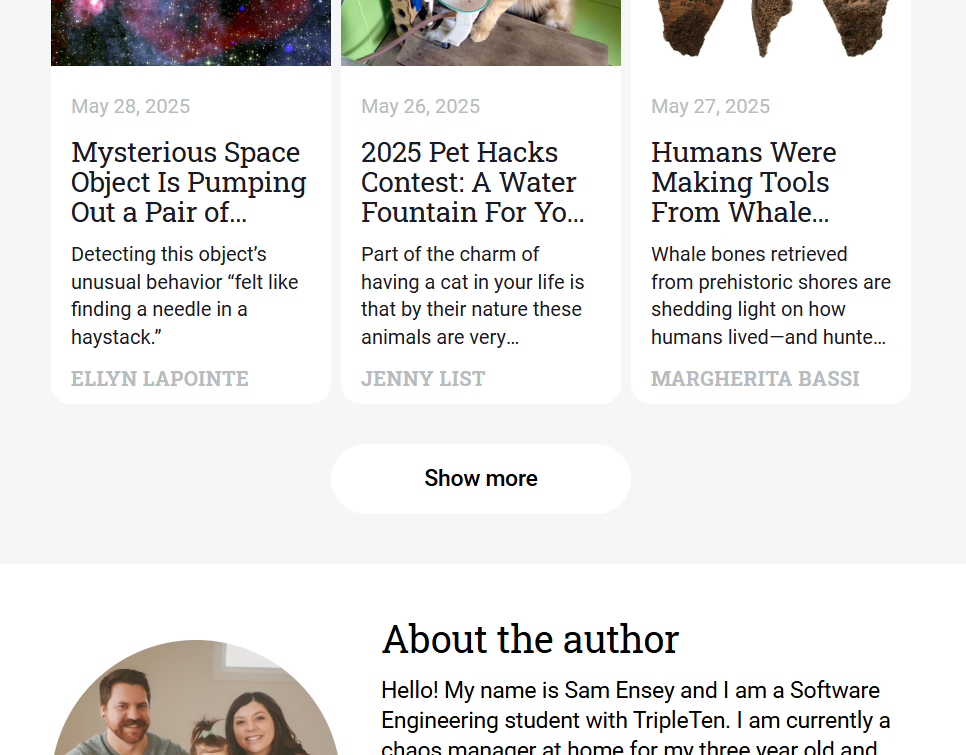 May 28, 2025
Mysterious Space
Object Is Pumping
Out a Pair of...
Detecting this object’s
unusual behavior “felt like
finding a needle in a
haystack.”
ELLYN LAPOINTE
May 26, 2025
2025 Pet Hacks
Contest: A Water
Fountain For Yo...
Part of the charm of
having a cat in your life is
that by their nature these
animals are very...
JENNY LIST
May 27, 2025
Humans Were
Making Tools
From Whale...
Whale bones retrieved
from prehistoric shores are
shedding light on how
humans lived—and hunte...
MARGHERITA BASSI
Show more
About the author
Hello! My name is Sam Ensey and I am a Software
Engineering student with TripleTen. I am currently a
chaos manager at home for my three year old and